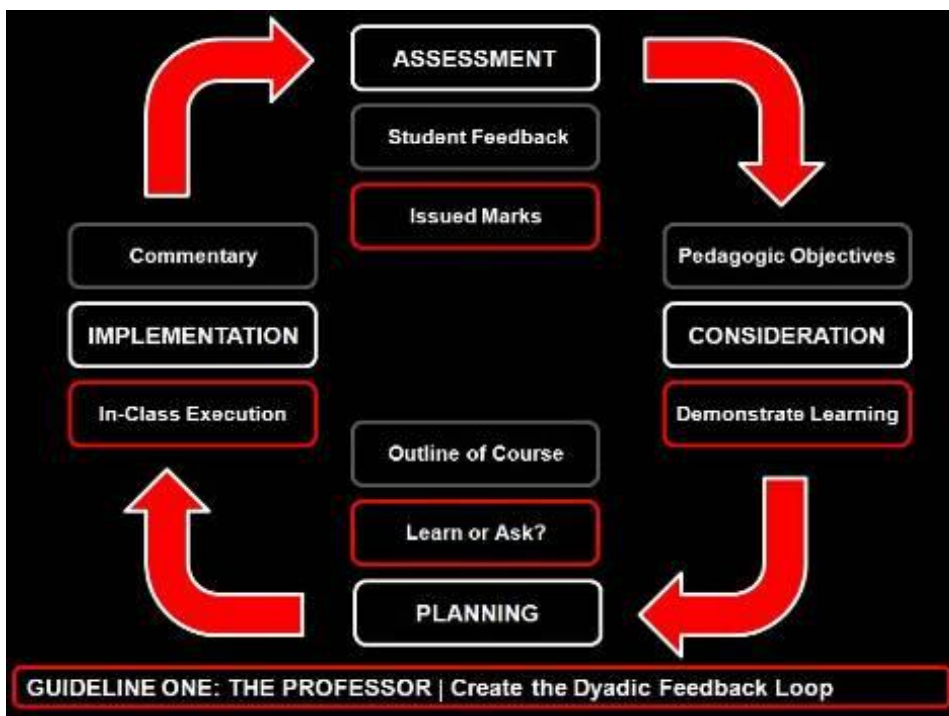 ASSESSMENT
Student Feedback
Issued Marks
Commentary
IMPLEMENTATION
In-Class Execution
Pedagogic Objectives
CONSIDERATION
Demonstrate Learning
Outline of Course
Learn or Ask?
PLANNING
GUIDELINE ONE: THE PROFESSOR | Create the Dyadic Feedback Loop